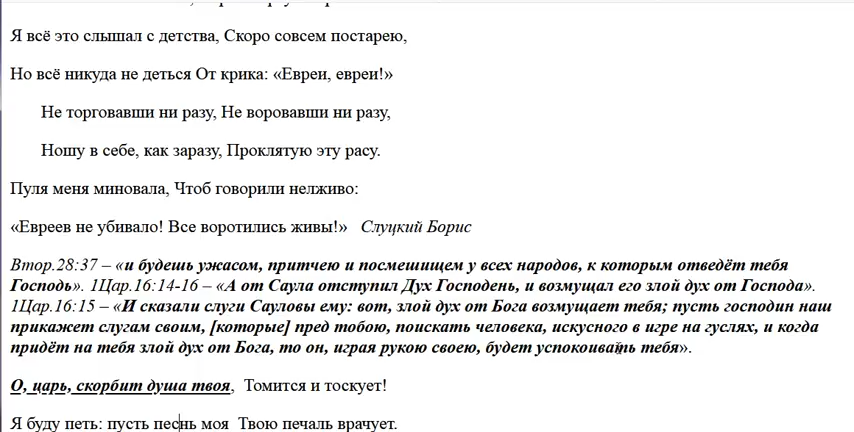 Я всё это слышал с детства, Скоро совсем постарею,
Но всё никуда не деться От крика: «Евреи, евреи!»
Не торговавши ни разу, Не воровавши ни разу,
Ношу в себе, как заразу, Проклятую эту расу.
Пуля меня миновала, Чтоб говорили нелживо:
«Евреев не убивало! Все воротились живы!» Слуцкий Борис
Втор.28:37 – «и будешь ужасом, притчею и посмешищем у всех народов, к которым отведёт тебя
Господь». 1Цар.16:14-16 – «А от Саула отступил Дух Господень, и возмущал его злой дух от Господа».
1Цар.16:15 – «И сказали слуги Сауловы ему: вот, злой дух от Бога возмущает тебя; пусть господин наш
прикажет слугам своим, [которые] пред тобою, поискать человека, искусного в игре на гуслях, и когда
придёт на тебя злой дух от Бога, то он, играя рукою своею, будет успокоивать тебя».
О, царь, скорбит душа твоя, Томится и тоскует!
Я буду петь: пусть песнь моя Твою печаль врачует.